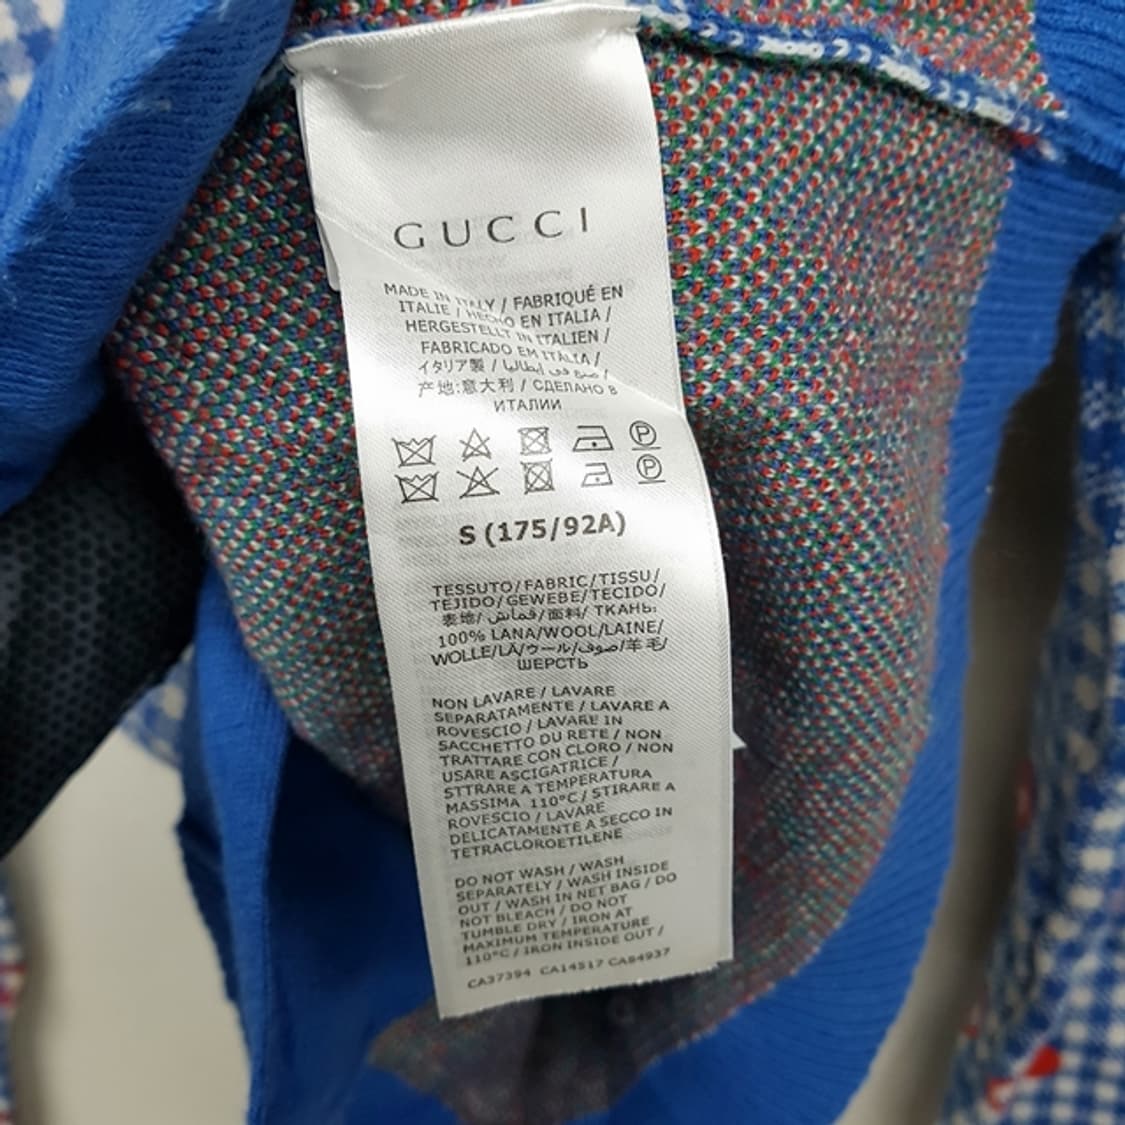 GUCCI
MADE IN ITALY / FABRIQUÉ EN
ITALIE / HECHO EN ITALIA /
HERGESTELLT IN ITALIEN /
FABRICADO EM ITÁLIA /
イタリア製 / صنع في إيطاليا /
产地:意大利 / СДЕЛАНО В
ИТАЛИИ
P
P
S (175/92A)
TESSUTO/FABRIC/TISSU/
TEJIDO/GEWEBE/TECIDO/
表地/ قماش/面料/ ТКАНЬ:
100% LANA/WOOL/LAINE/
WOLLE/LÃ/ウール/صوف/羊毛/
ШЕРСТЬ
NON LAVARE / LAVARE
SEPARATAMENTE / LAVARE A
ROVESCIO / LAVARE IN
SACCHETTO DU RETE / NON
TRATTARE CON CLORO / NON
USARE ASCIGATRICE /
STTRARE A TEMPERATURA
MASSIMA 110°C / STIRARE A
ROVESCIO / LAVARE
DELICATAMENTE A SECCO IN
TETRACLOROETILENE
DO NOT WASH / WASH
SEPARATELY / WASH INSIDE
OUT / WASH IN NET BAG / DO
NOT BLEACH / DO NOT
TUMBLE DRY / IRON AT
MAXIMUM TEMPERATURE
110°C / IRON INSIDE OUT /
CA37394 CA14517 CA84937